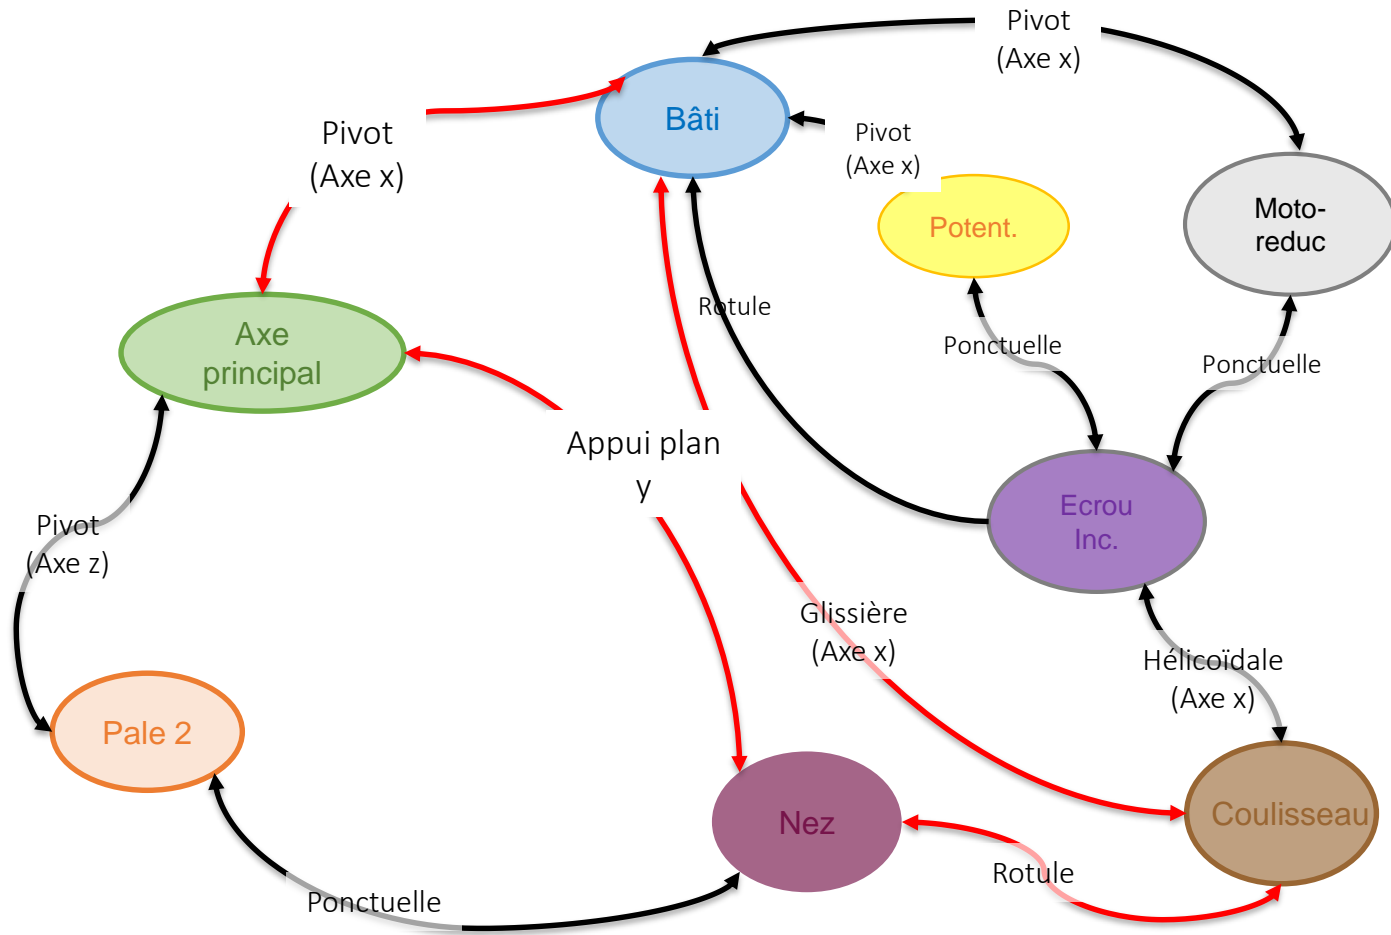 Pivot
(Axe x)
Bâti
Pivot
(Axe x)
Pivot
(Axe x)
Potent.
Moto-
reduc
Rotule
Axe
principal
Ponctuelle
Ponctuelle
Appui plan
y
Ecrou
Inc.
Pivot
(Axe z)
Glissière
(Axe x)
Hélicoïdale
(Axe x)
Pale 2
Nez
Coulisseau
Rotule
Ponctuelle